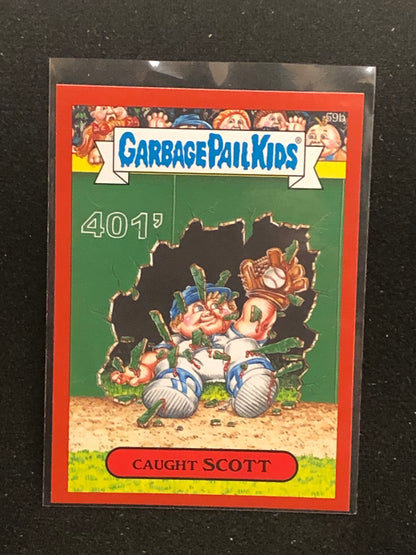 59b
GARBAGE PAIL KIDS®
401'
CAUGHT SCOTT